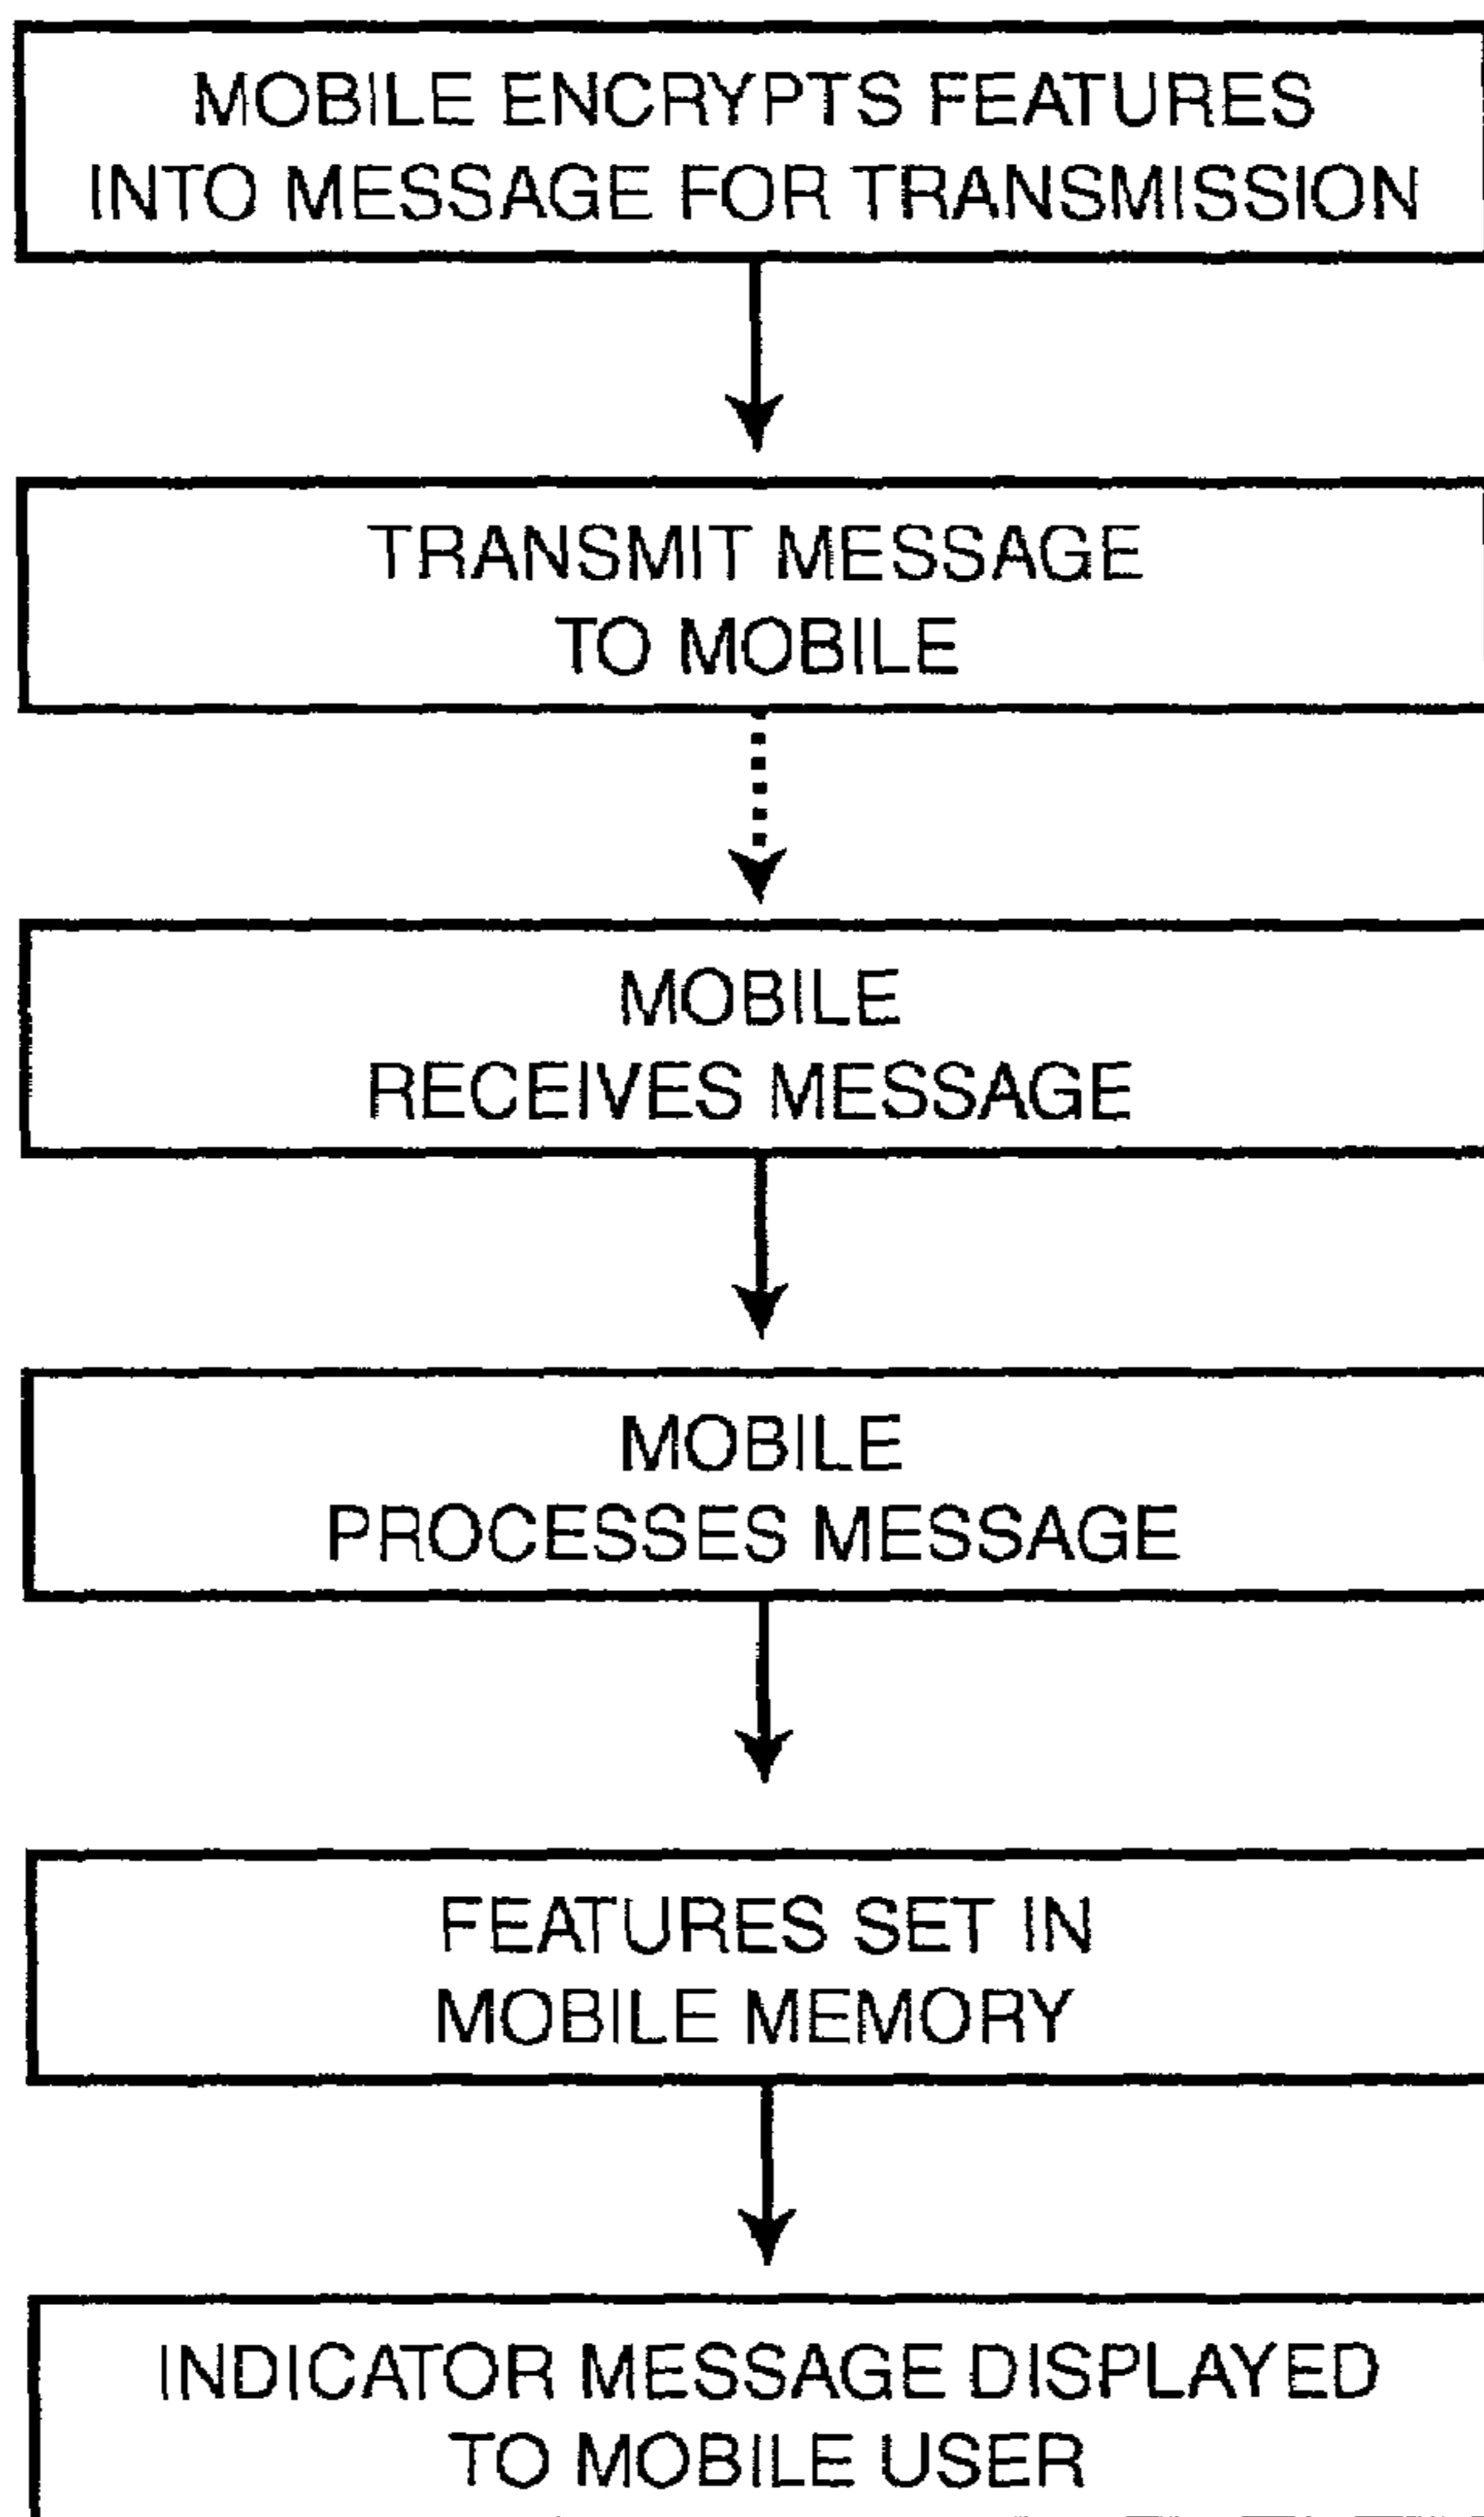 MOBILE ENCRYPTS FEATURES
INTO MESSAGE FOR TRANSMISSION
TRANSMIT MESSAGE
TO MOBILE
MOBILE
RECEIVES MESSAGE
MOBILE
PROCESSES MESSAGE
FEATURES SET IN
MOBILE MEMORY
INDICATOR MESSAGE DISPLAYED
TO MOBILE USER